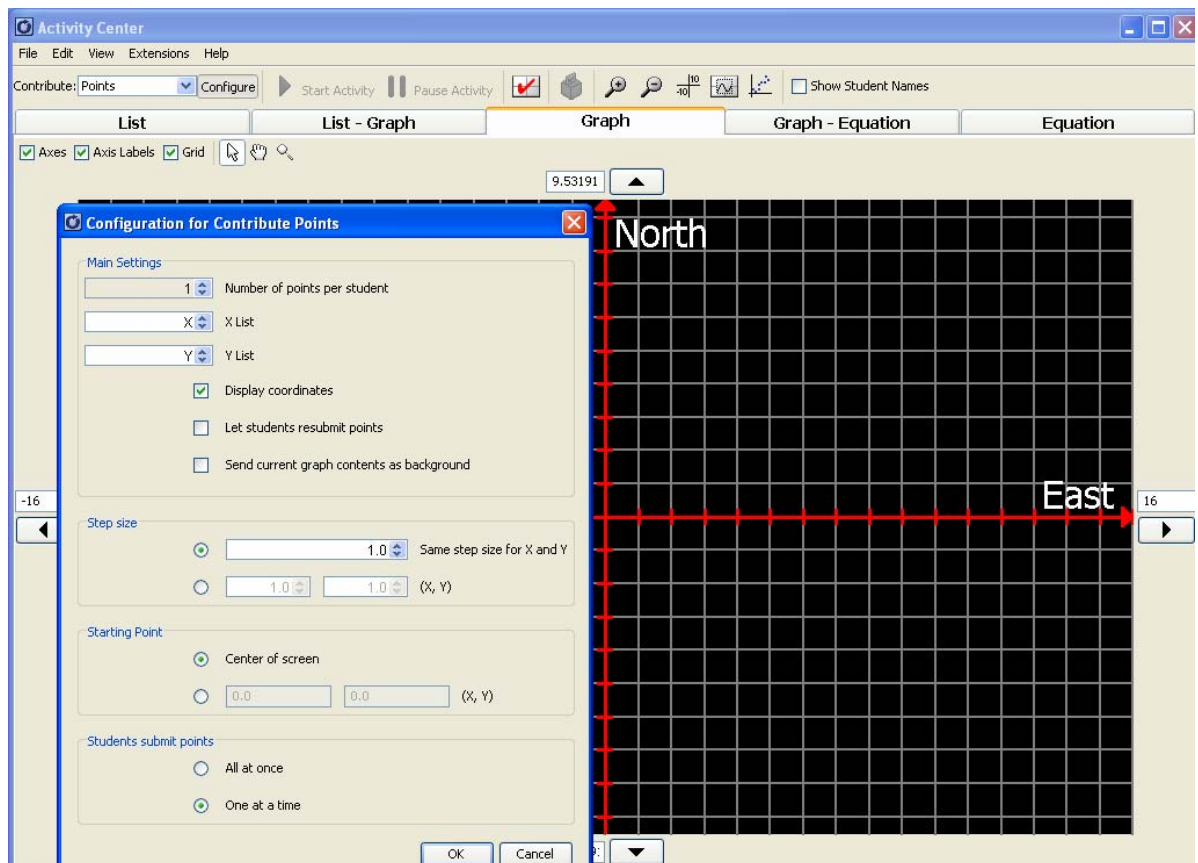 Activity Center
File Edit View Extensions Help
Contribute: Points Configure Start Activity Pause Activity Show Student Names
List List - Graph Graph Graph - Equation Equation
Axes Axis Labels Grid
9.53191
Configuration for Contribute Points
North
Main Settings
1 Number of points per student
X X List
Y Y List
Display coordinates
Let students resubmit points
Send current graph contents as background
-16 East 16
Step size
1.0 Same step size for X and Y
1.0 1.0 (X, Y)
Starting Point
Center of screen
0.0 0.0 (X, Y)
Students submit points
All at once
One at a time
OK Cancel